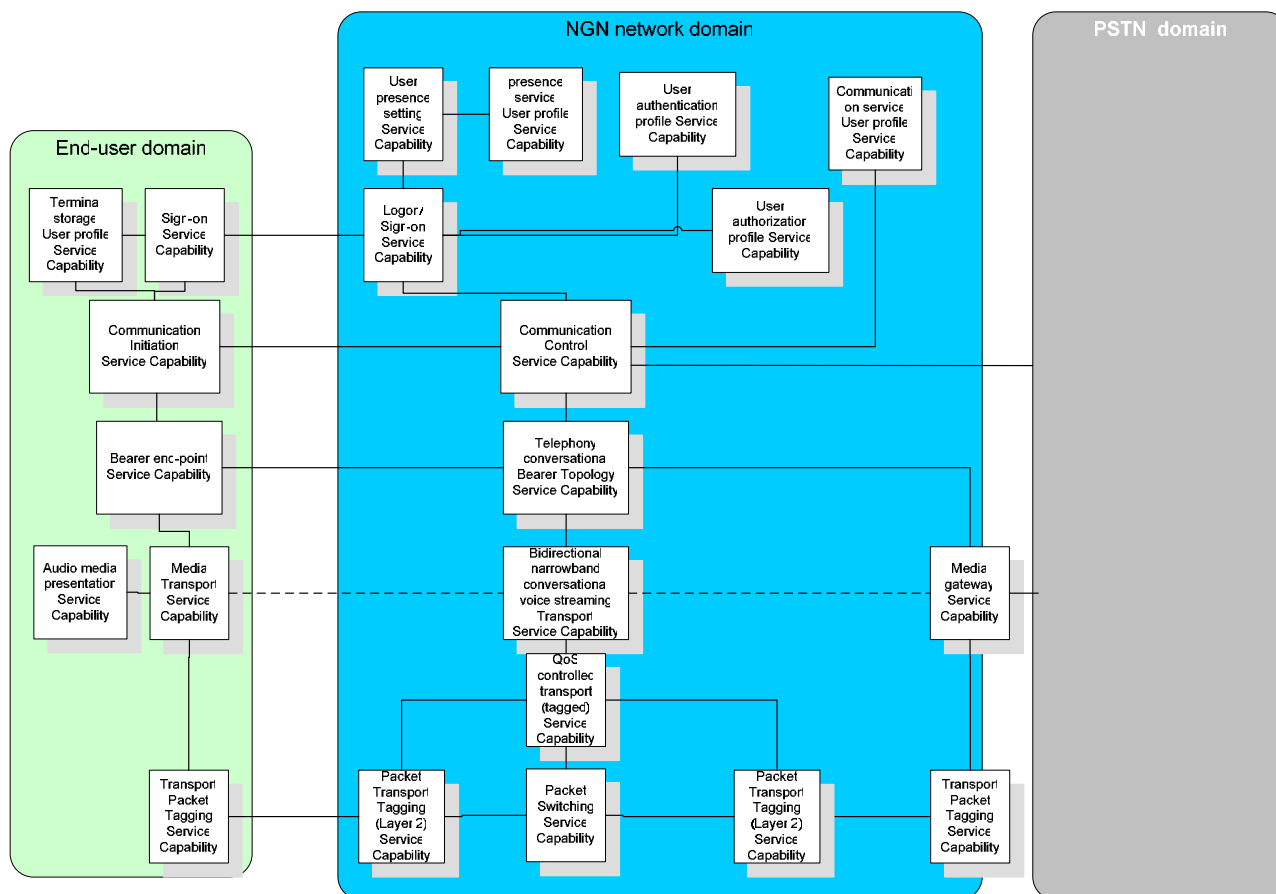 NGN network domain
PSTN domain
End-user domain
User
presence
setting
Service
Capability
presence
service
User profile
Service
Capability
User
authentication
profile Service
Capability
Communicati
on service
User profile
Service
Capability
Termina
storage
User profile
Service
Capability
Sign-on
Service
Capability
Logon/
Sign-on
Service
Capability
User
authorization
profile Service
Capability
Communication
Initiation
Service Capability
Communication
Control
Service Capability
Bearer end-point
Service Capability
Telephony
conversationa
Bearer Topology
Service Capability
Audio media
presentation
Service
Capability
Media
Transport
Service
Capability
Bidirectional
narrowband
conversationa
voice streaming
Transport
Service Capability
Media
gateway
Service
Capability
QoS
controlled
transport
(tagged)
Service
Capability
Transport
Packet
Tagging
Service
Capability
Packet
Transport
Tagging
(Layer 2)
Service
Capability
Packet
Switching
Service
Capability
Packet
Transport
Tagging
(Layer 2)
Service
Capability
Transport
Packet
Tagging
Service
Capability